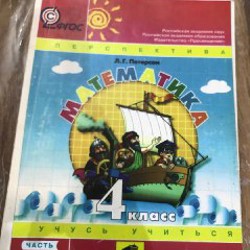 ФГОС
Российская академия наук
Российская академия образования
Издательство «Просвещение»
ПЕРСПЕКТИВА
Л.Г. Петерсон
МАТЕМАТИКА
4 класс
УЧУСЬ УЧИТЬСЯ
ЧАСТЬ